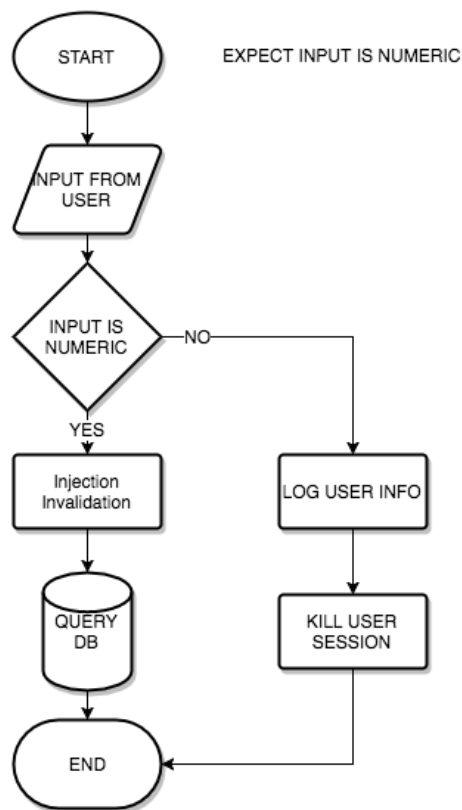 START
EXPECT INPUT IS NUMERIC
INPUT FROM
USER
INPUT IS
NUMERIC
NO
YES
Injection
Invalidation
LOG USER INFO
QUERY
DB
KILL USER
SESSION
END